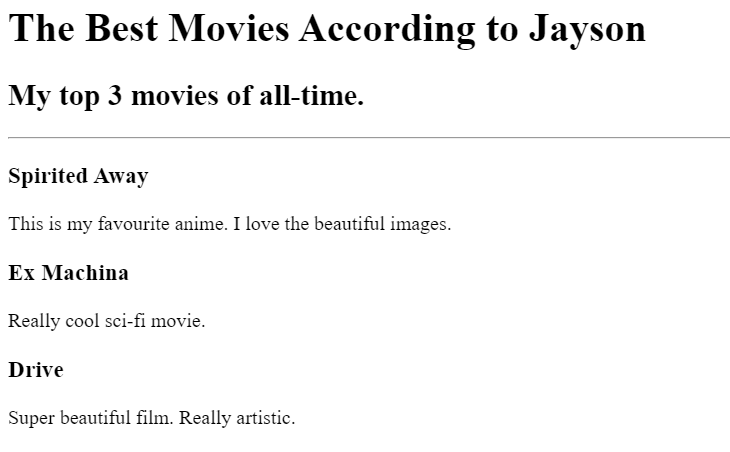 The Best Movies According to Jayson
My top 3 movies of all-time.
Spirited Away
This is my favourite anime. I love the beautiful images.
Ex Machina
Really cool sci-fi movie.
Drive
Super beautiful film. Really artistic.